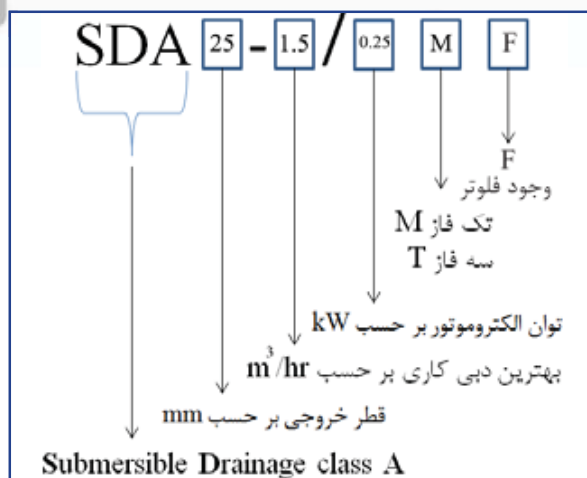 SDA 25 - 1.5 / 0.25 M F
F
وجود فلوتر
تک فاز M
سه فاز T
توان الکتروموتور بر حسب kW
بهترین دبی کاری بر حسب m³/hr
قطر خروجی بر حسب mm
Submersible Drainage class A